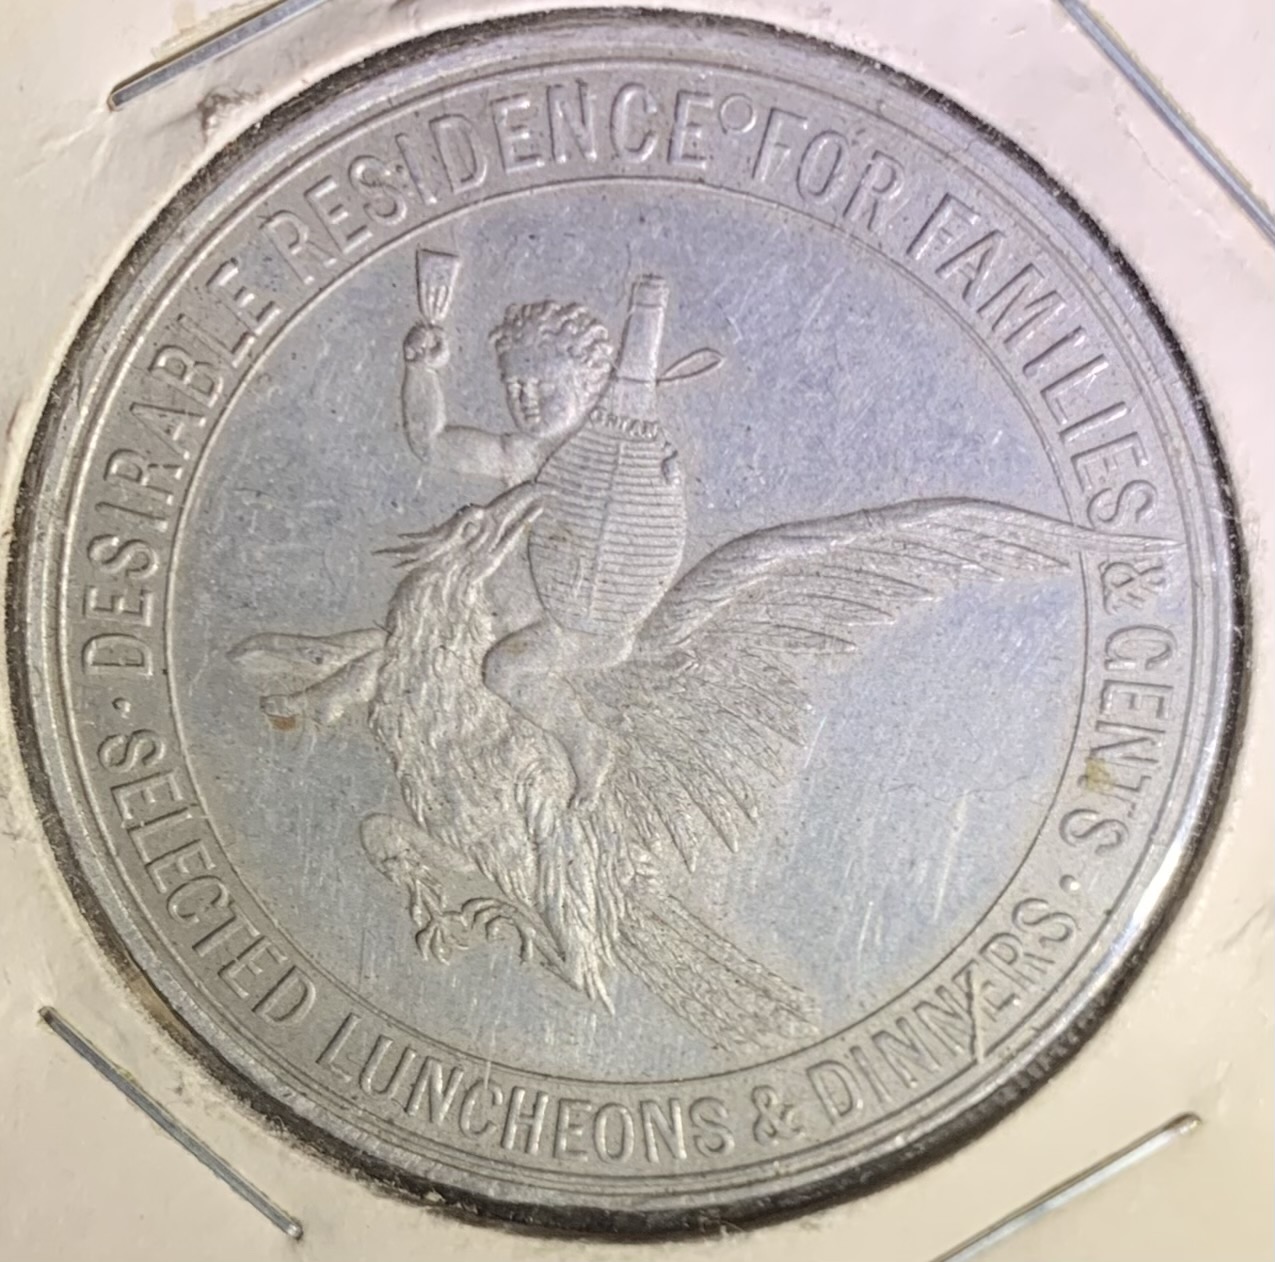 · DESIRABLE RESIDENCE FOR FAMILIES & GENTS ·
SELECTED LUNCHEONS & DINNERS